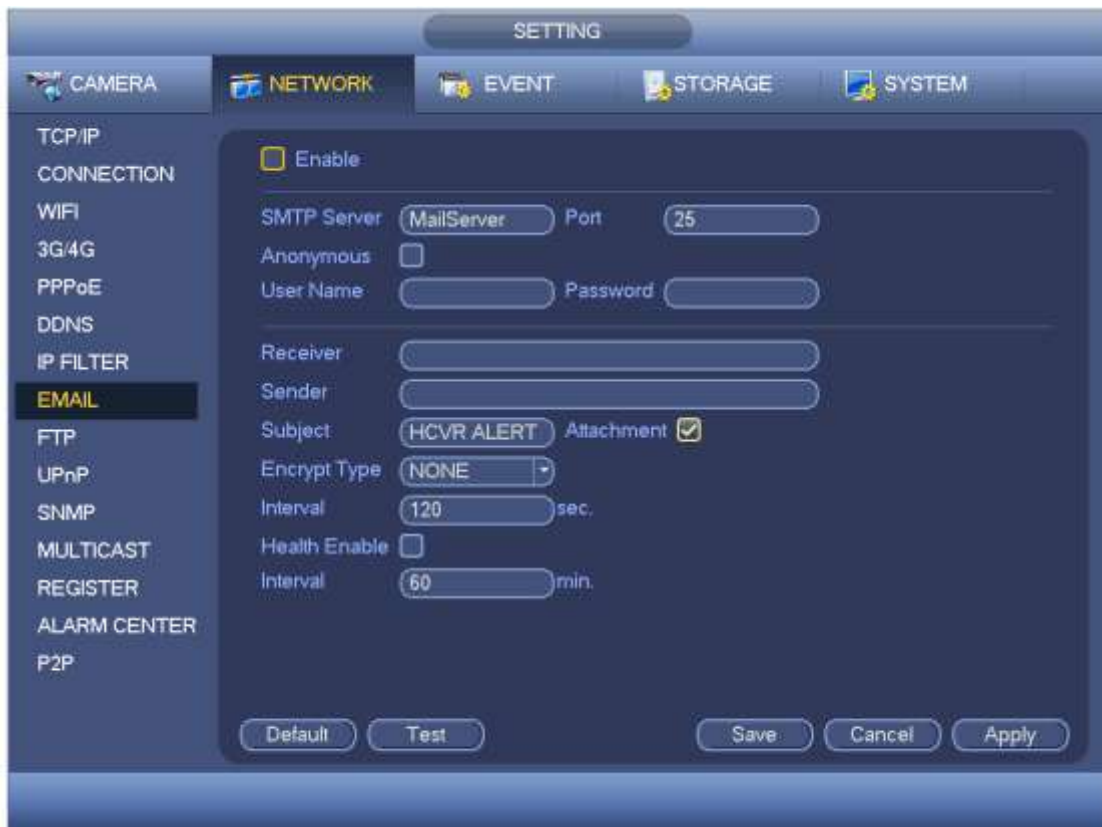 SETTING
CAMERA NETWORK EVENT STORAGE SYSTEM
TCP/IP
CONNECTION
WIFI
3G/4G
PPPoE
DDNS
IP FILTER
EMAIL
FTP
UPnP
SNMP
MULTICAST
REGISTER
ALARM CENTER
P2P
Enable
SMTP Server MailServer Port 25
Anonymous
User Name Password
Receiver
Sender
Subject HCVR ALERT Attachment
Encrypt Type NONE
Interval 120 sec.
Health Enable
Interval 60 min.
Default Test Save Cancel Apply